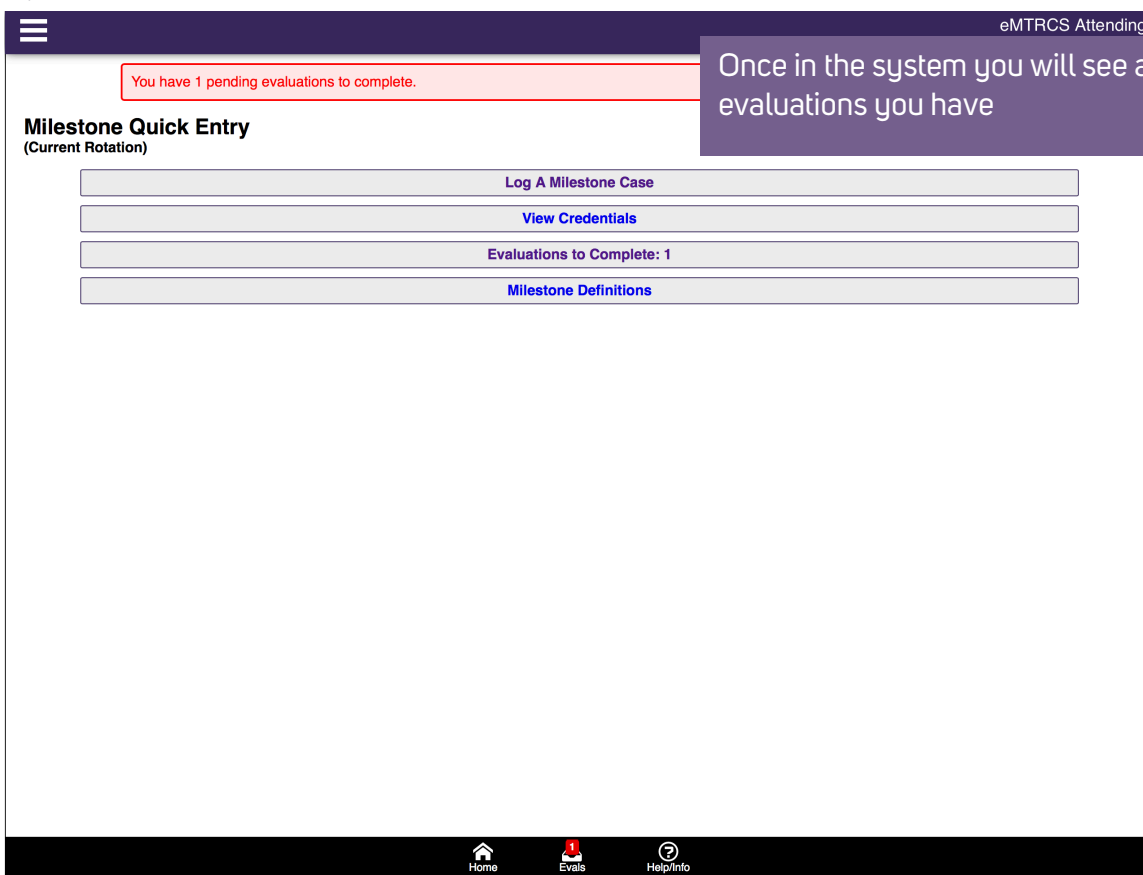 eMTRCS Attending
You have 1 pending evaluations to complete.
Once in the system you will see
evaluations you have
Milestone Quick Entry
(Current Rotation)
Log A Milestone Case
View Credentials
Evaluations to Complete: 1
Milestone Definitions
1
Home
Evals
Help/Info